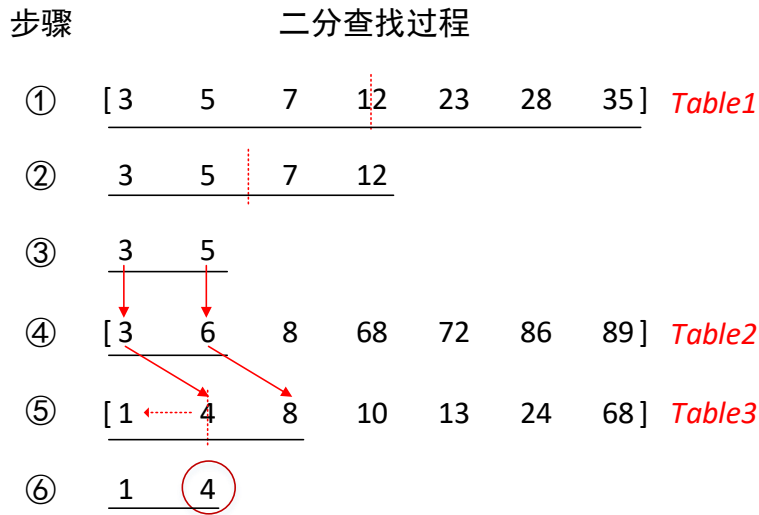 步骤 二分查找过程
① [ 3 5 7 12 23 28 35 ] Table1
② 3 5 7 12
③ 3 5
④ [ 3 6 8 68 72 86 89 ] Table2
⑤ [ 1 4 8 10 13 24 68 ] Table3
⑥ 1 4